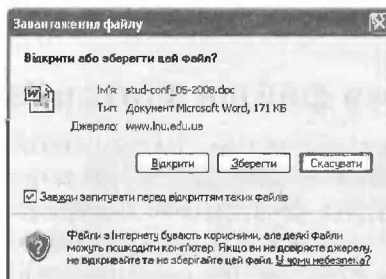 Завантаження файлу
Відкрити або зберегти цей файл?
Ім'я: stud-conf_05-2008.doc
Тип: Документ Microsoft Word, 171 КБ
Джерело: www.lnu.edu.ua
Відкрити Зберегти Скасувати
Завжди запитувати перед відкриттям таких файлів
Файли з Інтернету бувають корисними, але деякі файли
можуть пошкодити комп'ютер. Якщо ви не довіряєте джерелу,
не відкривайте та не зберігайте цей файл. У чому небезпека?